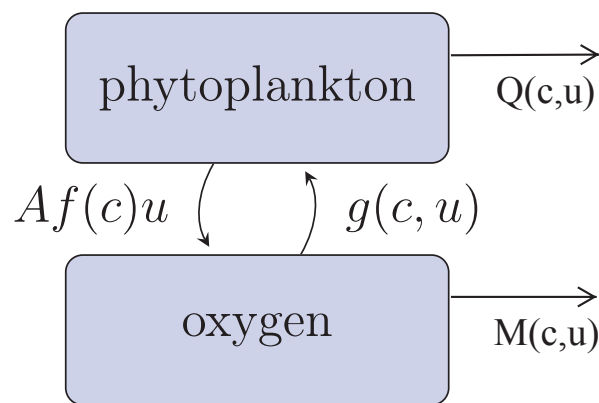 phytoplankton
Q(c,u)
Af(c)u
g(c, u)
oxygen
M(c,u)